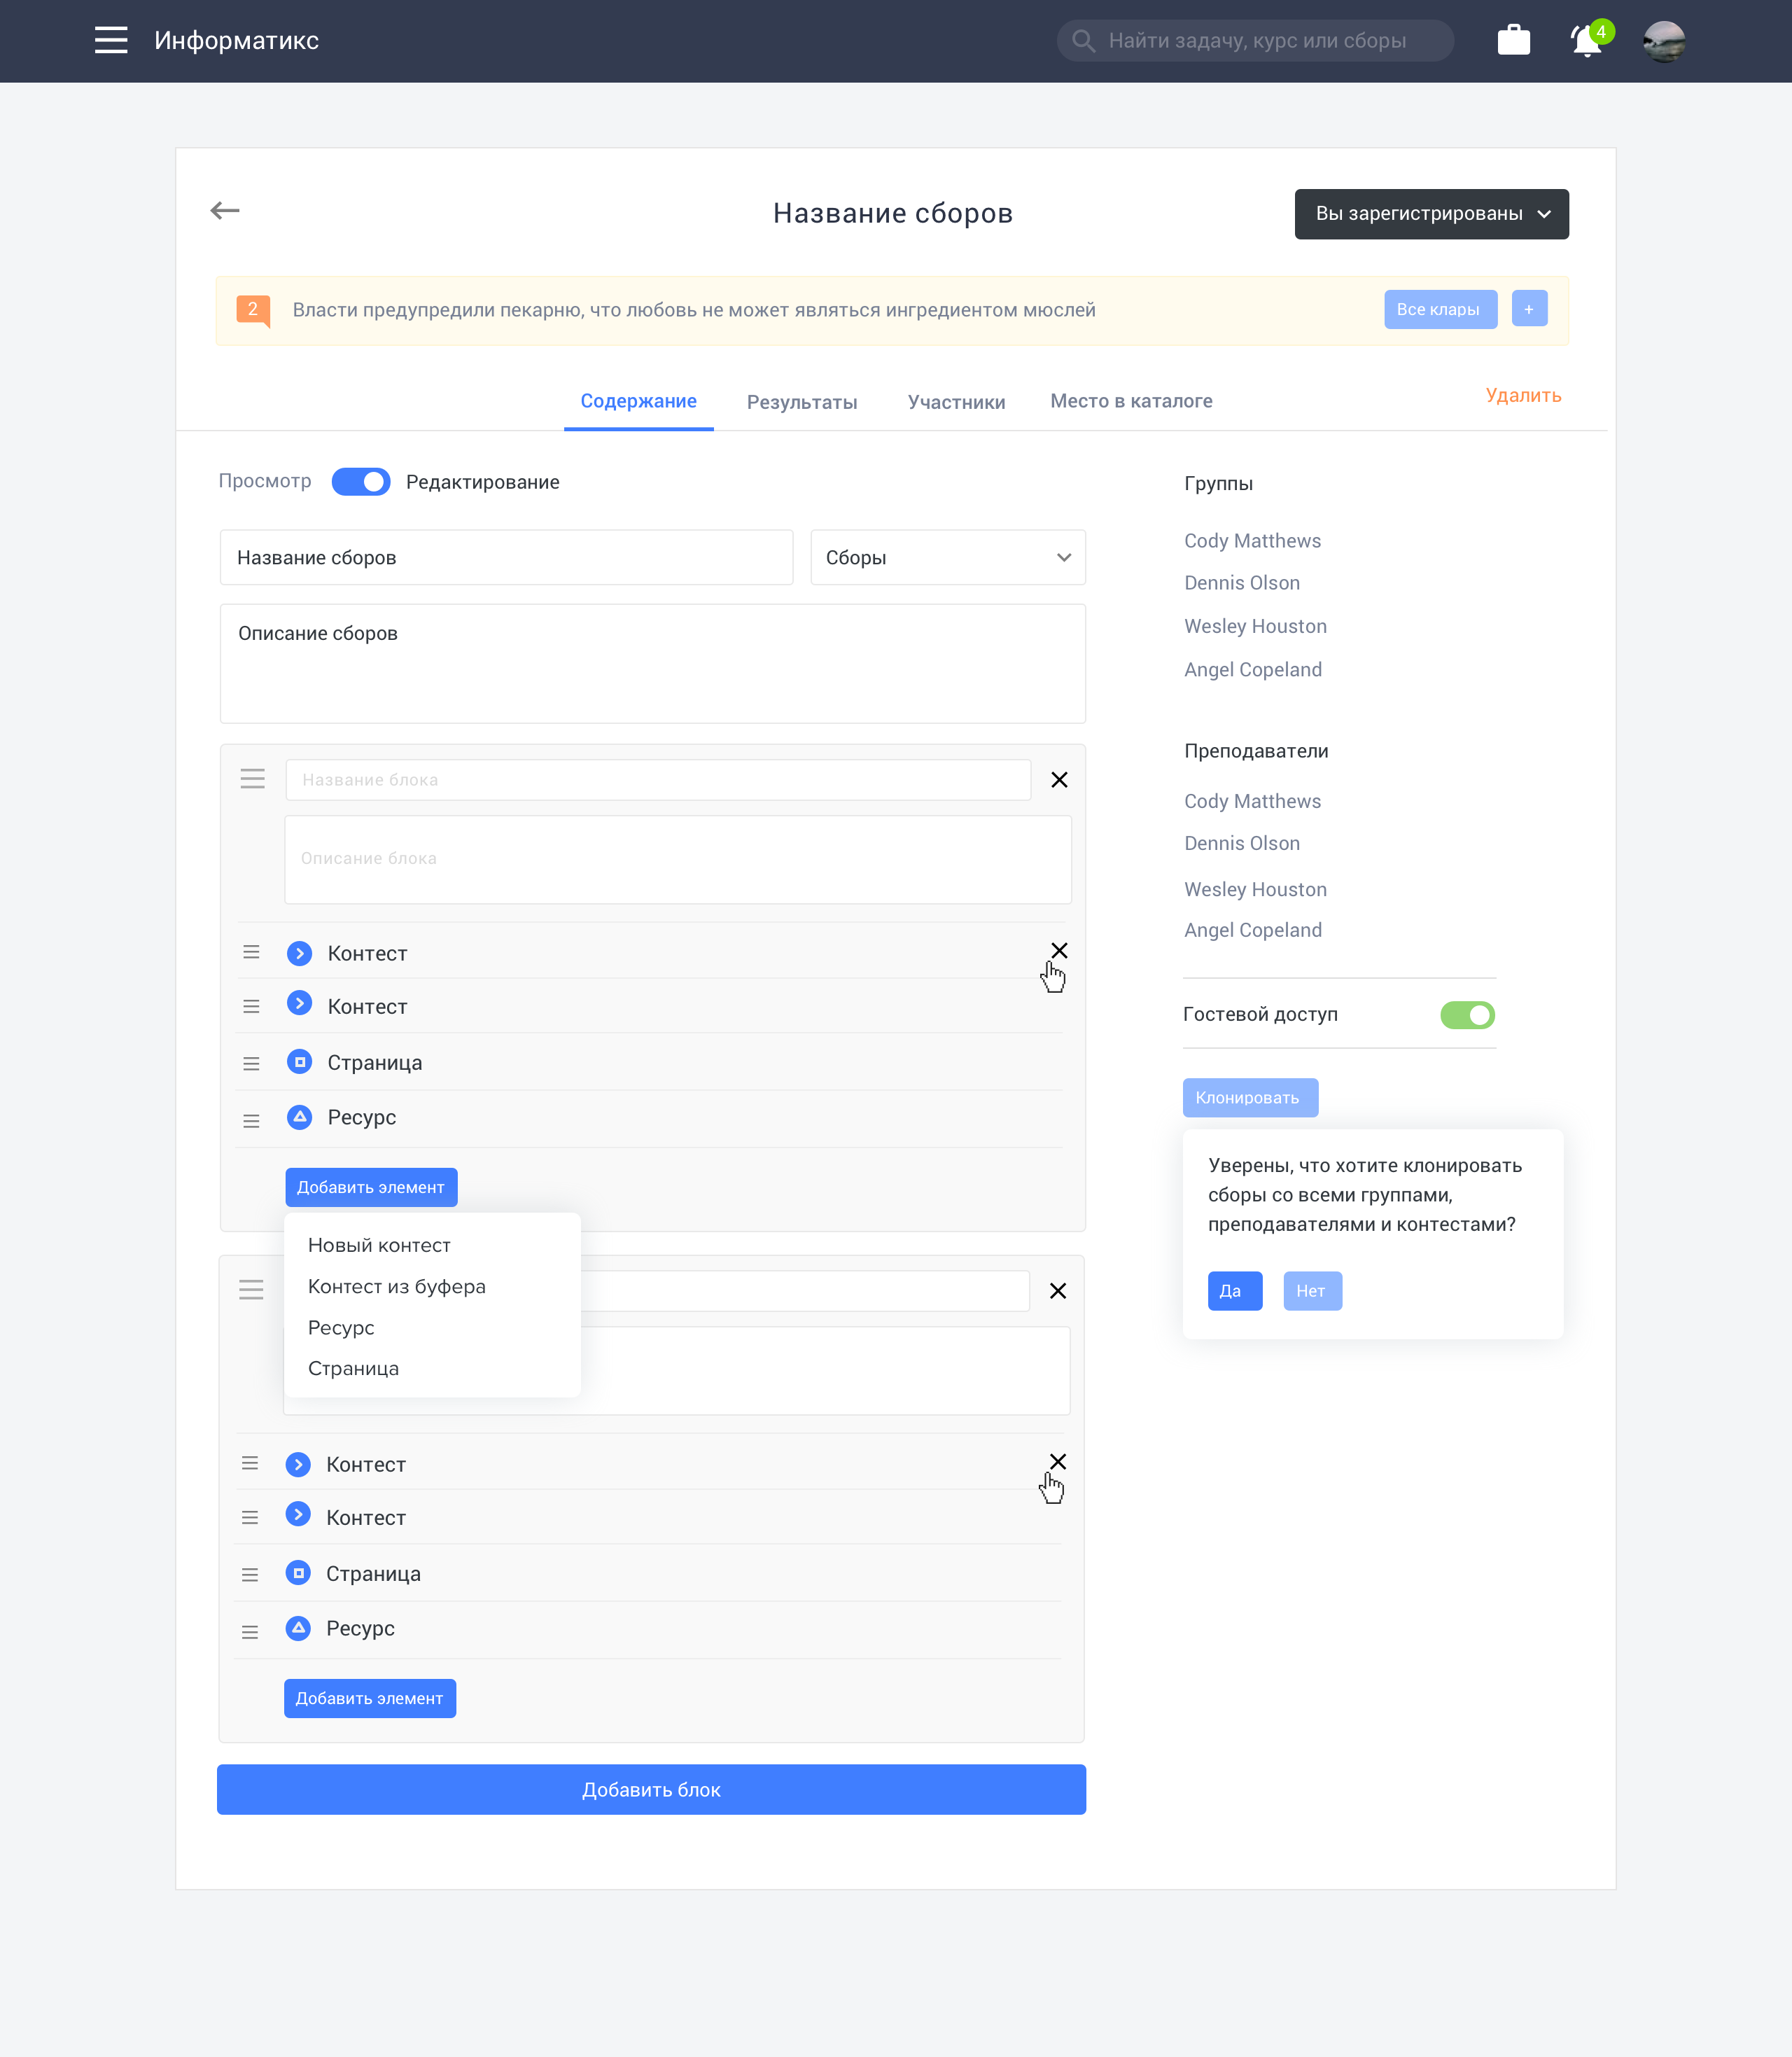 Информатикс
Найти задачу, курс или сборы
4
Название сборов
Вы зарегистрированы
2
Власти предупредили пекарню, что любовь не может являться ингредиентом мюслей
Все клары
+
Содержание
Результаты
Участники
Место в каталоге
Удалить
Просмотр
Редактирование
Название сборов
Сборы
Описание сборов
Название блока
Описание блока
Контест
Контест
Страница
Ресурс
Добавить элемент
Новый контест
Контест из буфера
Ресурс
Страница
Контест
Контест
Страница
Ресурс
Добавить элемент
Добавить блок
Группы
Cody Matthews
Dennis Olson
Wesley Houston
Angel Copeland
Преподаватели
Cody Matthews
Dennis Olson
Wesley Houston
Angel Copeland
Гостевой доступ
Клонировать
Уверены, что хотите клонировать
сборы со всеми группами,
преподавателями и контестами?
Да
Нет